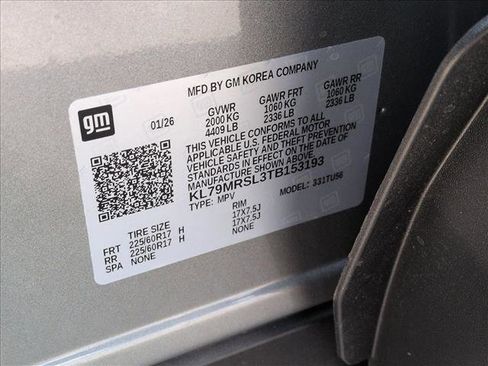 MFD BY GM KOREA COMPANY
gm
01/26
GVWR GAWR FRT GAWR RR
2000 KG 1060 KG 1060 KG
4409 LB 2336 LB 2336 LB
THIS VEHICLE CONFORMS TO ALL
APPLICABLE U.S. FEDERAL MOTOR
VEHICLE SAFETY AND THEFT PREVENTION
STANDARDS IN EFFECT ON THE DATE OF
MANUFACTURE SHOWN ABOVE.
KL79MRSL3TB153193
TYPE: MPV MODEL: 331TU56
TIRE SIZE RIM
FRT 225/60R17 H 17X7.5J
RR 225/60R17 H 17X7.5J
SPA NONE NONE